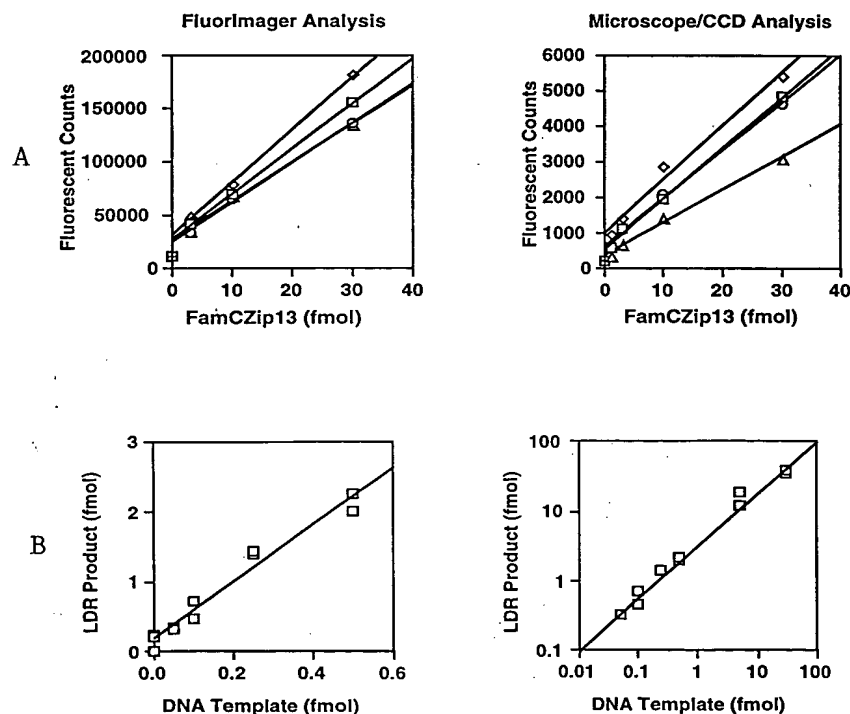 FluorImager Analysis
Microscope/CCD Analysis
A
Fluorescent Counts
200000
150000
100000
50000
0
0 10 20 30 40
FamCZip13 (fmol)
Fluorescent Counts
6000
5000
4000
3000
2000
1000
0
0 10 20 30 40
FamCZip13 (fmol)
B
LDR Product (fmol)
3
2
1
0
0.0 0.2 0.4 0.6
DNA Template (fmol)
LDR Product (fmol)
100
10
1
0.1
0.01 0.1 1 10 100
DNA Template (fmol)